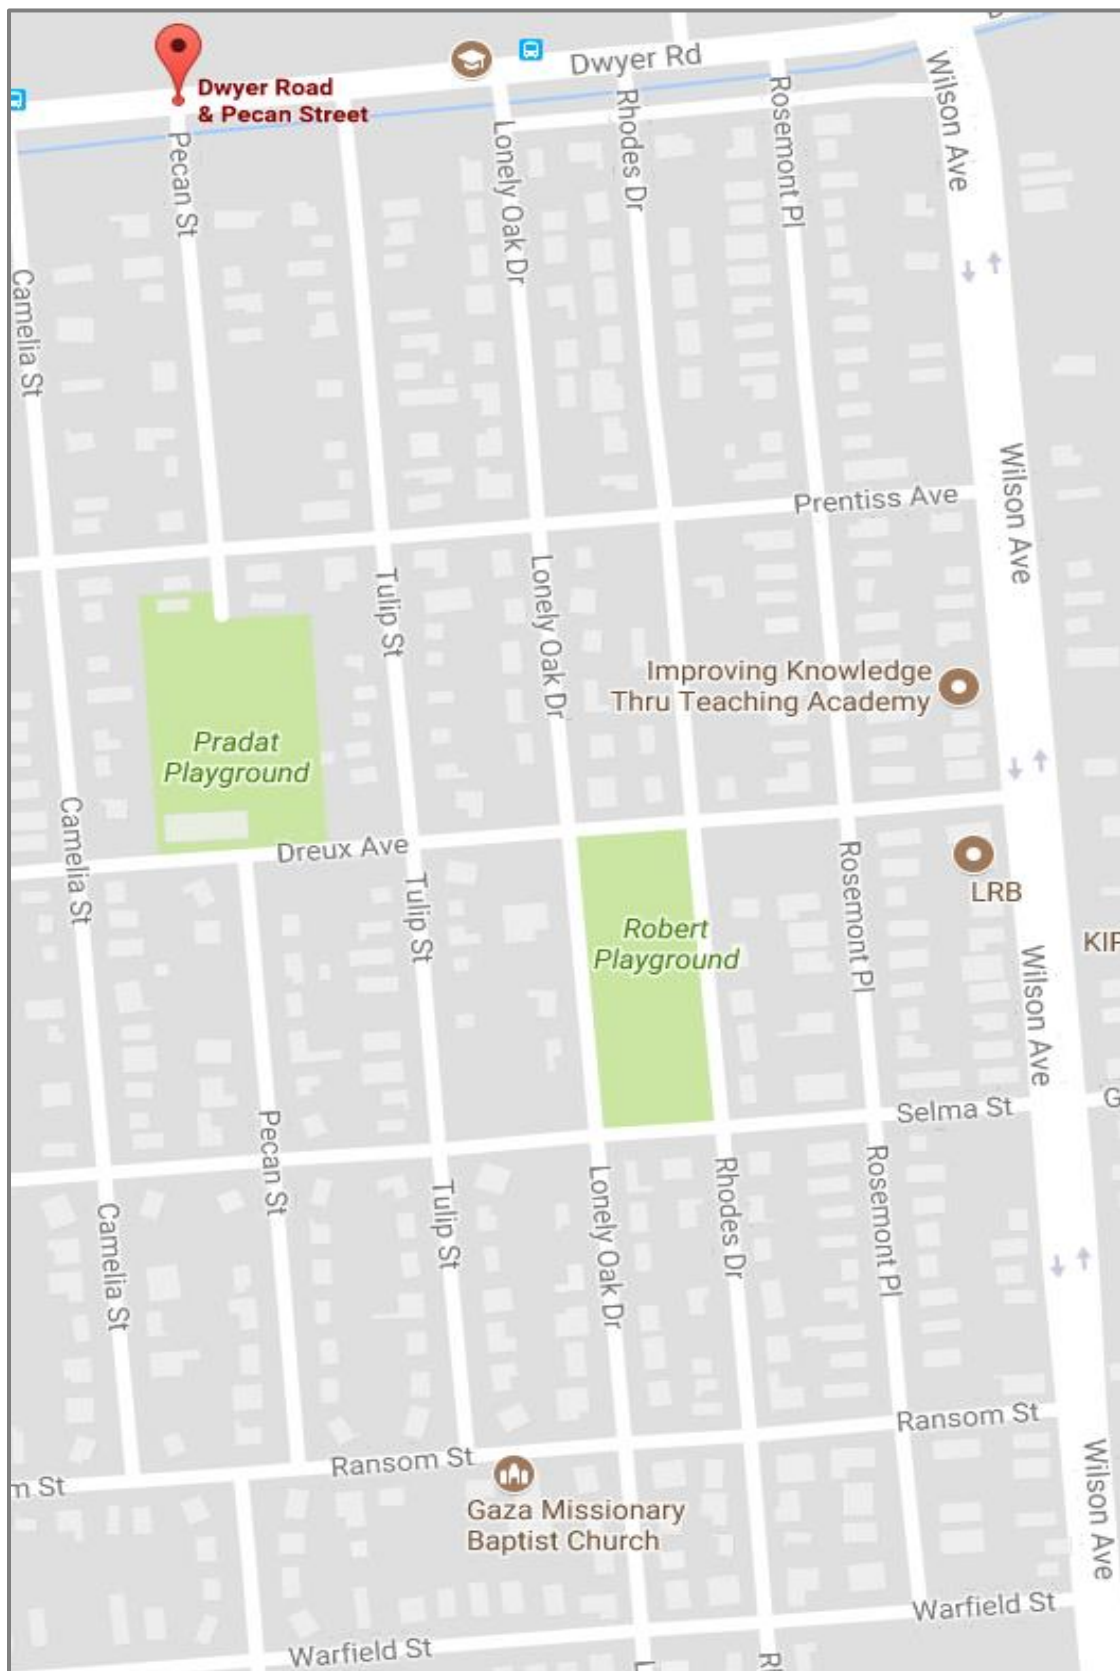 Dwyer Rd
Dwyer Road
& Pecan Street
Pecan St
Lonely Oak Dr
Rhodes Dr
Rosemont Pl
Wilson Ave
Camelia St
Wilson Ave
Prentiss Ave
Tulip St
Lonely Oak Dr
Improving Knowledge
Thru Teaching Academy
Pradat
Playground
Camelia St
Dreux Ave
Tulip St
Rosemont Pl
LRB
Robert
Playground
KIP
Wilson Ave
Selma St
G
Pecan St
Tulip St
Lonely Oak Dr
Rhodes Dr
Rosemont Pl
Camelia St
Ransom St
Ransom St
m St
Wilson Ave
Gaza Missionary
Baptist Church
Warfield St
Warfield St
L